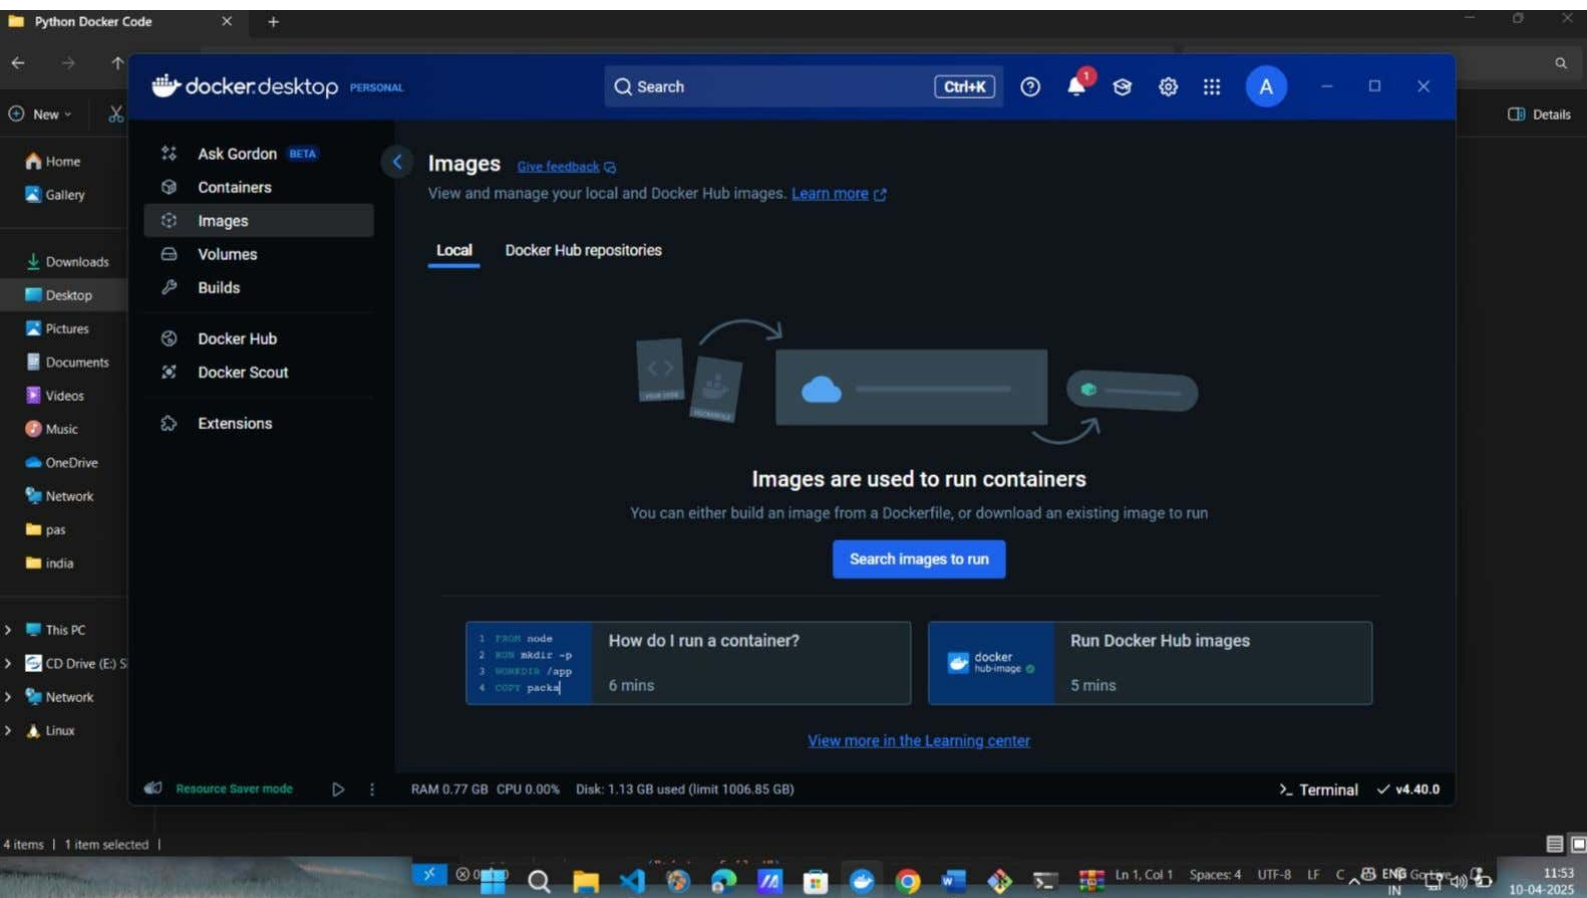 Python Docker Code
New
Details
Home
Gallery
Downloads
Desktop
Pictures
Documents
Videos
Music
OneDrive
Network
pas
india
This PC
CD Drive (E:) S
Network
Linux
4 items | 1 item selected |
docker.desktop PERSONAL
Search
Ctrl+K
1
A
Ask Gordon BETA
Containers
Images
Volumes
Builds
Docker Hub
Docker Scout
Extensions
Images Give feedback
View and manage your local and Docker Hub images. Learn more
Local Docker Hub repositories
YOUR CODE
Images are used to run containers
You can either build an image from a Dockerfile, or download an existing image to run
Search images to run
1 FROM node
2 RUN mkdir -p
3 WORKDIR /app
4 COPY packa
How do I run a container?
6 mins
docker
hub-image
Run Docker Hub images
5 mins
View more in the Learning center
Resource Saver mode
RAM 0.77 GB CPU 0.00% Disk: 1.13 GB used (limit 1006.85 GB)
Terminal
v4.40.0
Ln 1, Col 1 Spaces: 4 UTF-8 LF
ENG
IN
11:53
10-04-2025